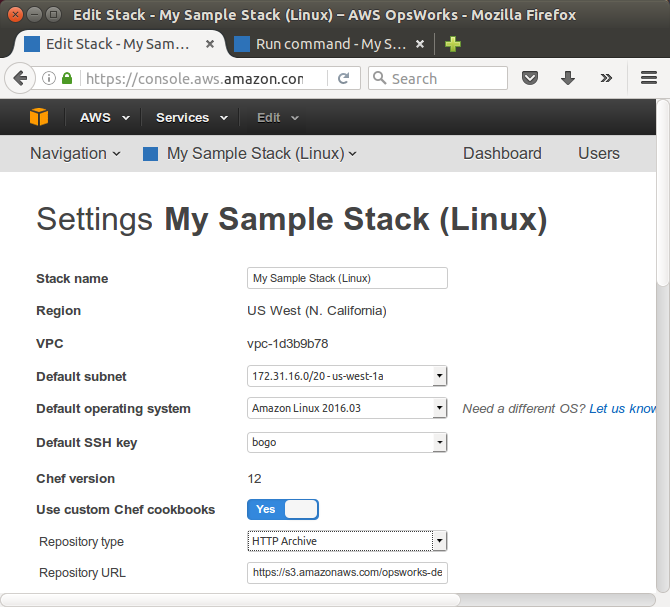 Edit Stack - My Sample Stack (Linux) – AWS OpsWorks - Mozilla Firefox
Edit Stack - My Sam... Run command - My S...
https://console.aws.amazon.con Search
AWS Services Edit
Navigation My Sample Stack (Linux) Dashboard Users
Settings My Sample Stack (Linux)
Stack name My Sample Stack (Linux)
Region US West (N. California)
VPC vpc-1d3b9b78
Default subnet 172.31.16.0/20 - us-west-1a
Default operating system Amazon Linux 2016.03 Need a different OS? Let us know
Default SSH key bogo
Chef version 12
Use custom Chef cookbooks Yes
Repository type HTTP Archive
Repository URL https://s3.amazonaws.com/opsworks-de